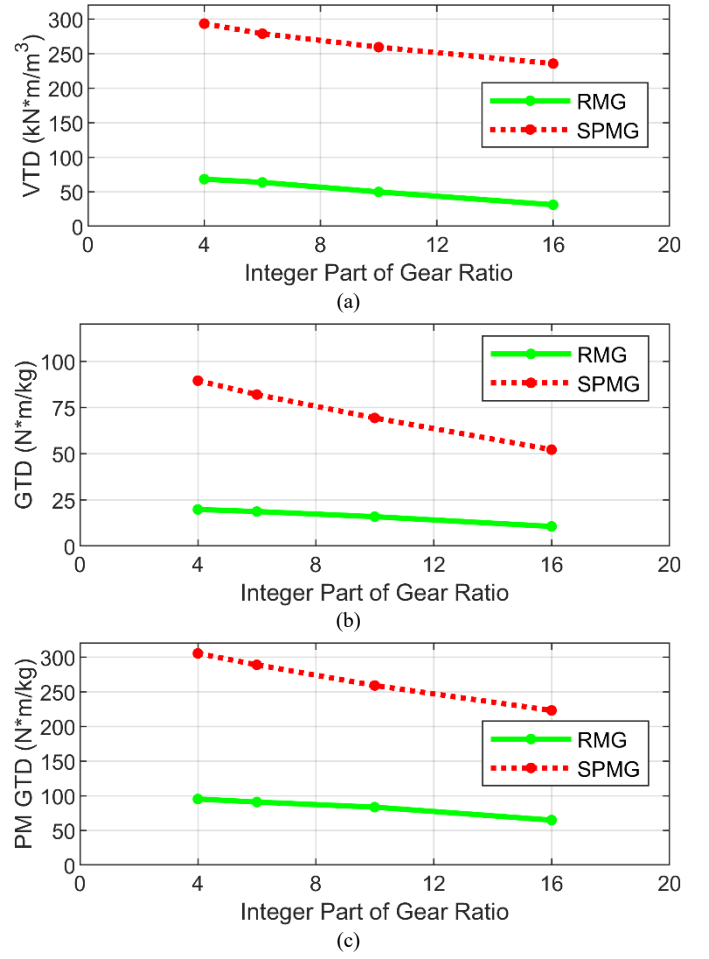 300
250
200
150
100
50
0
VTD (kN*m/m³)
RMG
SPMG
0 4 8 12 16 20
Integer Part of Gear Ratio
(a)
100
75
50
25
0
GTD (N*m/kg)
RMG
SPMG
0 4 8 12 16 20
Integer Part of Gear Ratio
(b)
300
250
200
150
100
50
0
PM GTD (N*m/kg)
RMG
SPMG
0 4 8 12 16 20
Integer Part of Gear Ratio
(c)